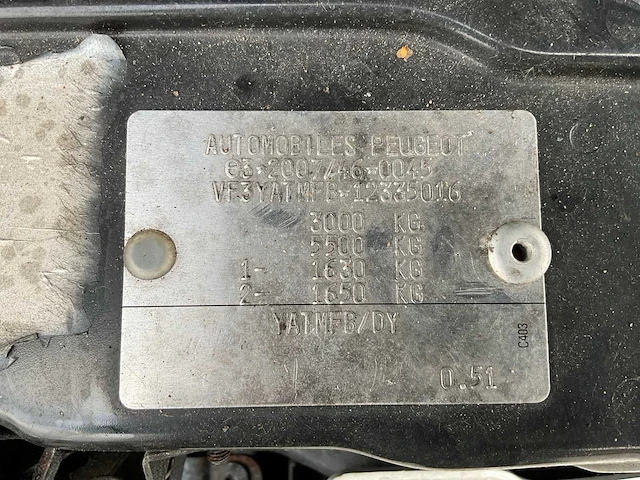 AUTOMOBILES PEUGEOT
e3*2007/46*0045
VF3YATMFB-12335016
3000 KG
5500 KG
1- 1630 KG
2- 1650 KG
YATMFB/DY
C403
0.51